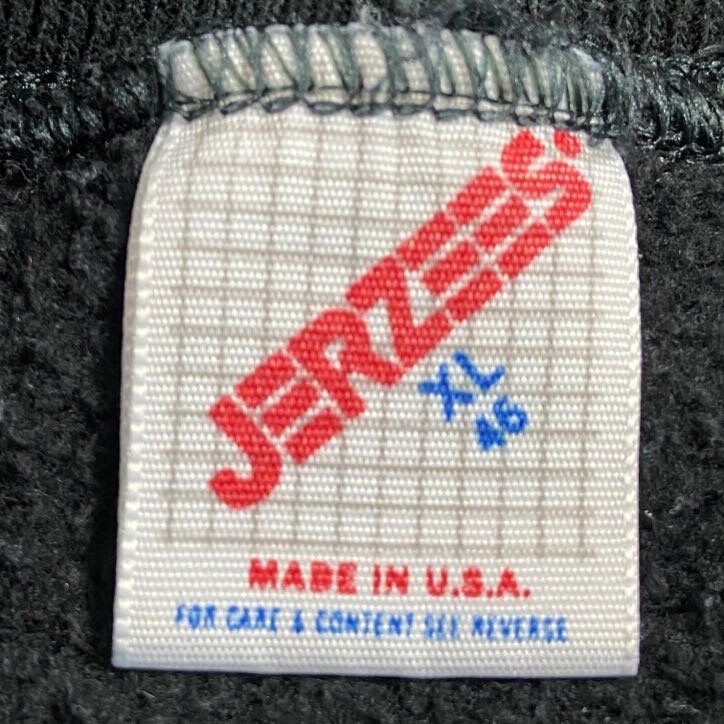 JERZEES.
XL
46
MADE IN U.S.A.
FOR CARE & CONTENT SEE REVERSE